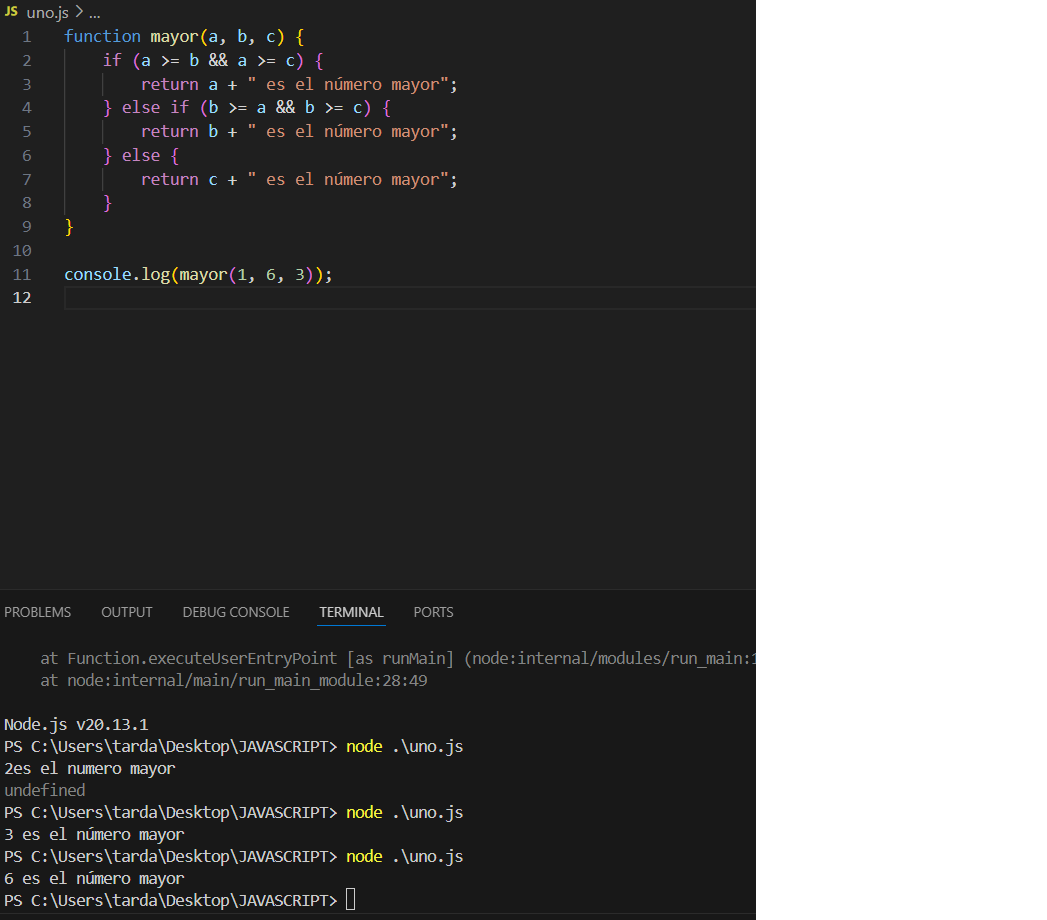 JS uno.js > ...
1 function mayor(a, b, c) {
2 if (a >= b && a >= c) {
3 return a + " es el número mayor";
4 } else if (b >= a && b >= c) {
5 return b + " es el número mayor";
6 } else {
7 return c + " es el número mayor";
8 }
9 }
10
11 console.log(mayor(1, 6, 3));
12
PROBLEMS OUTPUT DEBUG CONSOLE TERMINAL PORTS
at Function.executeUserEntryPoint [as runMain] (node:internal/modules/run_main:1
at node:internal/main/run_main_module:28:49
Node.js v20.13.1
PS C:\Users\tarda\Desktop\JAVASCRIPT> node .\uno.js
2es el numero mayor
undefined
PS C:\Users\tarda\Desktop\JAVASCRIPT> node .\uno.js
3 es el número mayor
PS C:\Users\tarda\Desktop\JAVASCRIPT> node .\uno.js
6 es el número mayor
PS C:\Users\tarda\Desktop\JAVASCRIPT>